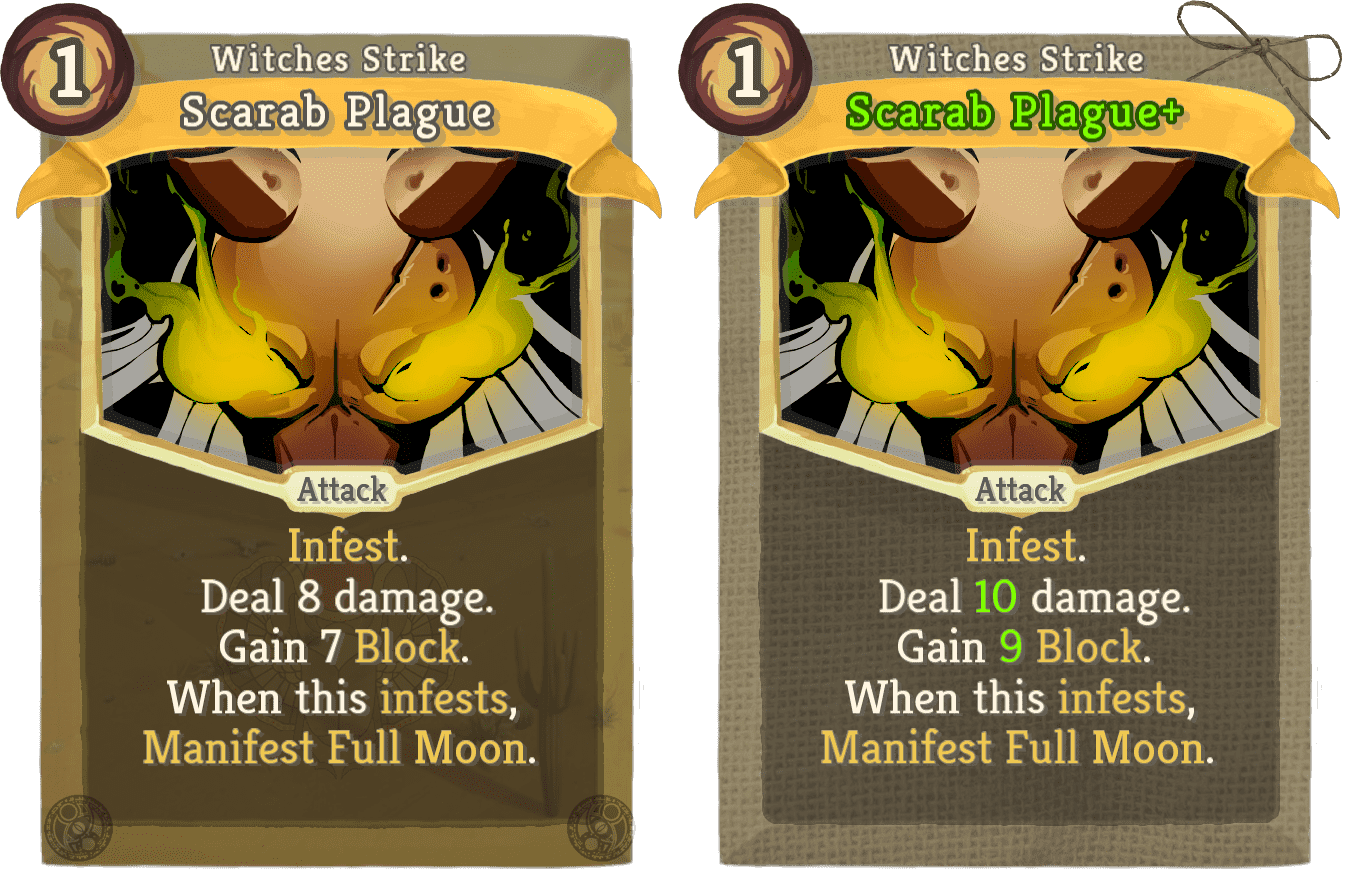 1
Witches Strike
Scarab Plague
Attack
Infest.
Deal 8 damage.
Gain 7 Block.
When this infests,
Manifest Full Moon.
1
Witches Strike
Scarab Plague+
Attack
Infest.
Deal 10 damage.
Gain 9 Block.
When this infests,
Manifest Full Moon.